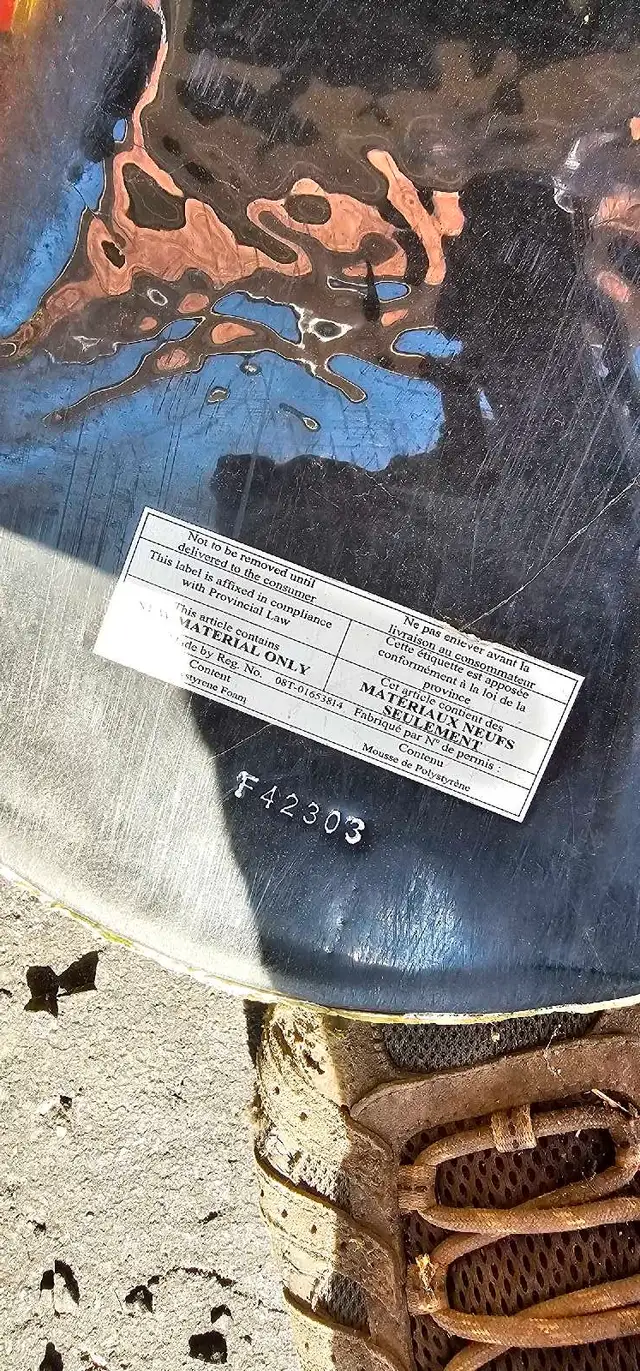 Not to be removed until
delivered to the consumer
This label is affixed in compliance
with Provincial Law
This article contains
MATERIAL ONLY
by Reg. No. 08T-01653814
Content
styrene Foam
Ne pas enlever avant la
livraison au consommateur
Cette étiquette est apposée
conformément à la loi de la
province
Cet article contient des
MATÉRIAUX NEUFS
SEULEMENT
Fabriqué par Nº de permis :
Contenu
Mousse de Polystyrène
F42303